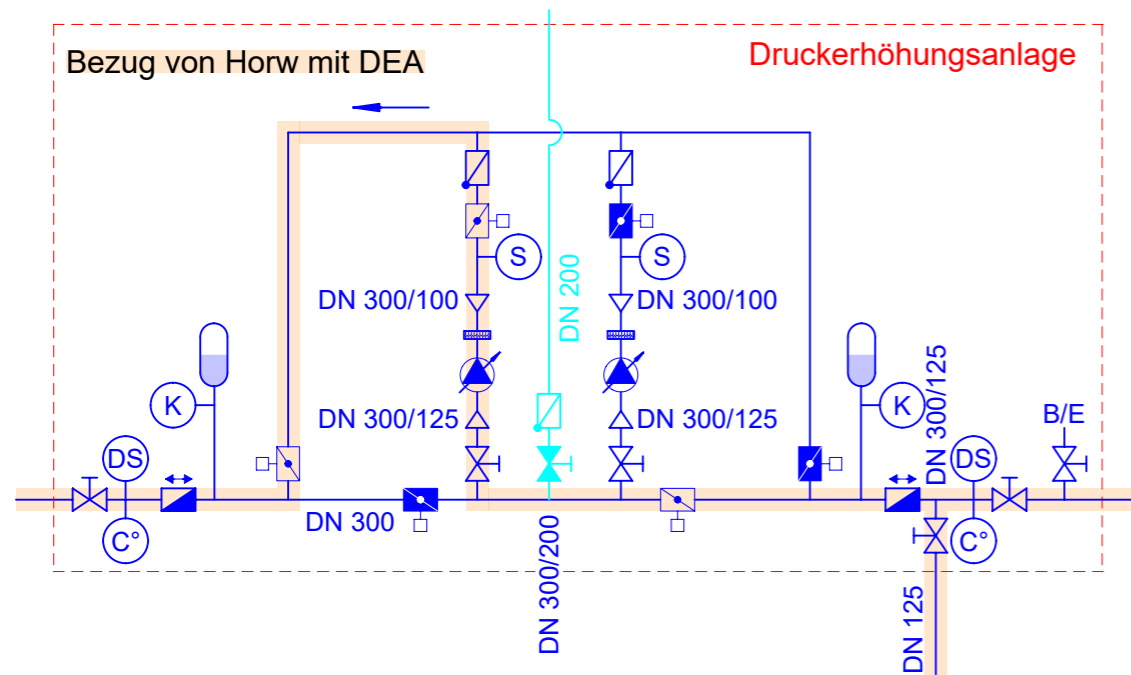 Bezug von Horw mit DEA
Druckerhöhungsanlage
S
S
DN 200
DN 300/100
DN 300/100
K
K
DN 300/125
DN 300/125
DN 300/125
B/E
DS
DS
DN 300
C°
C°
DN 300/200
DN 125